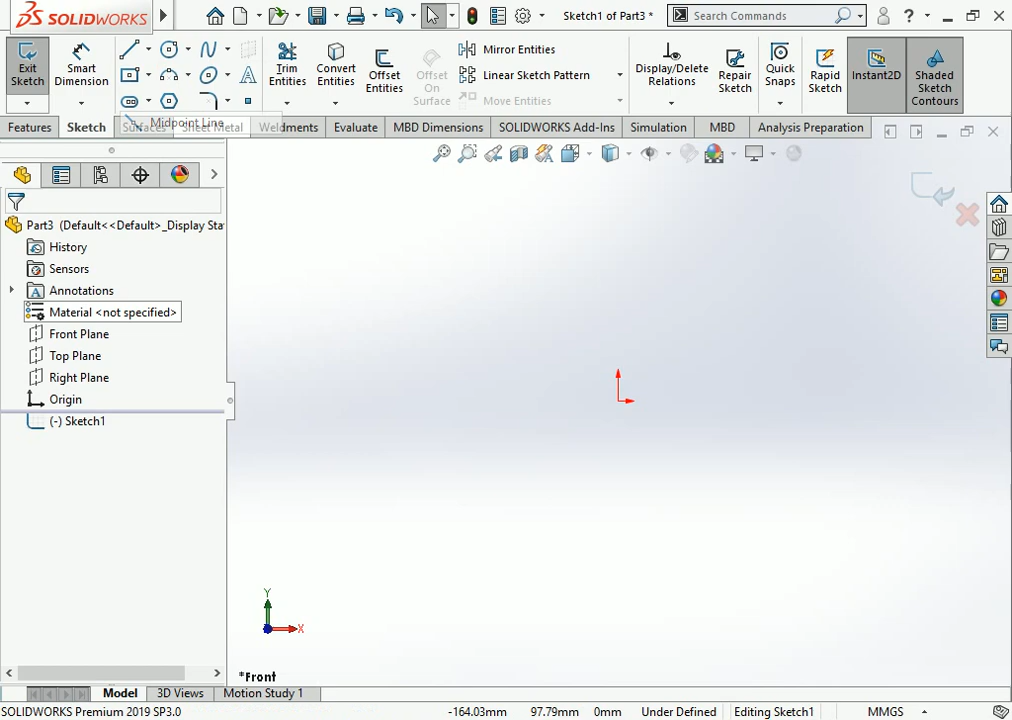 SOLIDWORKS
Sketch1 of Part3 *
Search Commands
?
Exit Sketch
Smart Dimension
Trim Entities
Convert Entities
Offset Entities
Offset On Surface
Mirror Entities
Linear Sketch Pattern
Move Entities
Display/Delete Relations
Repair Sketch
Quick Snaps
Rapid Sketch
Instant2D
Shaded Sketch Contours
Midpoint Line
Features
Sketch
Surfaces
Sheet Metal
Weldments
Evaluate
MBD Dimensions
SOLIDWORKS Add-Ins
Simulation
MBD
Analysis Preparation
Part3 (Default<<Default>_Display Sta
History
Sensors
Annotations
Material <not specified>
Front Plane
Top Plane
Right Plane
Origin
(-) Sketch1
Y
X
*Front
Model
3D Views
Motion Study 1
SOLIDWORKS Premium 2019 SP3.0
-164.03mm
97.79mm
0mm
Under Defined
Editing Sketch1
MMGS